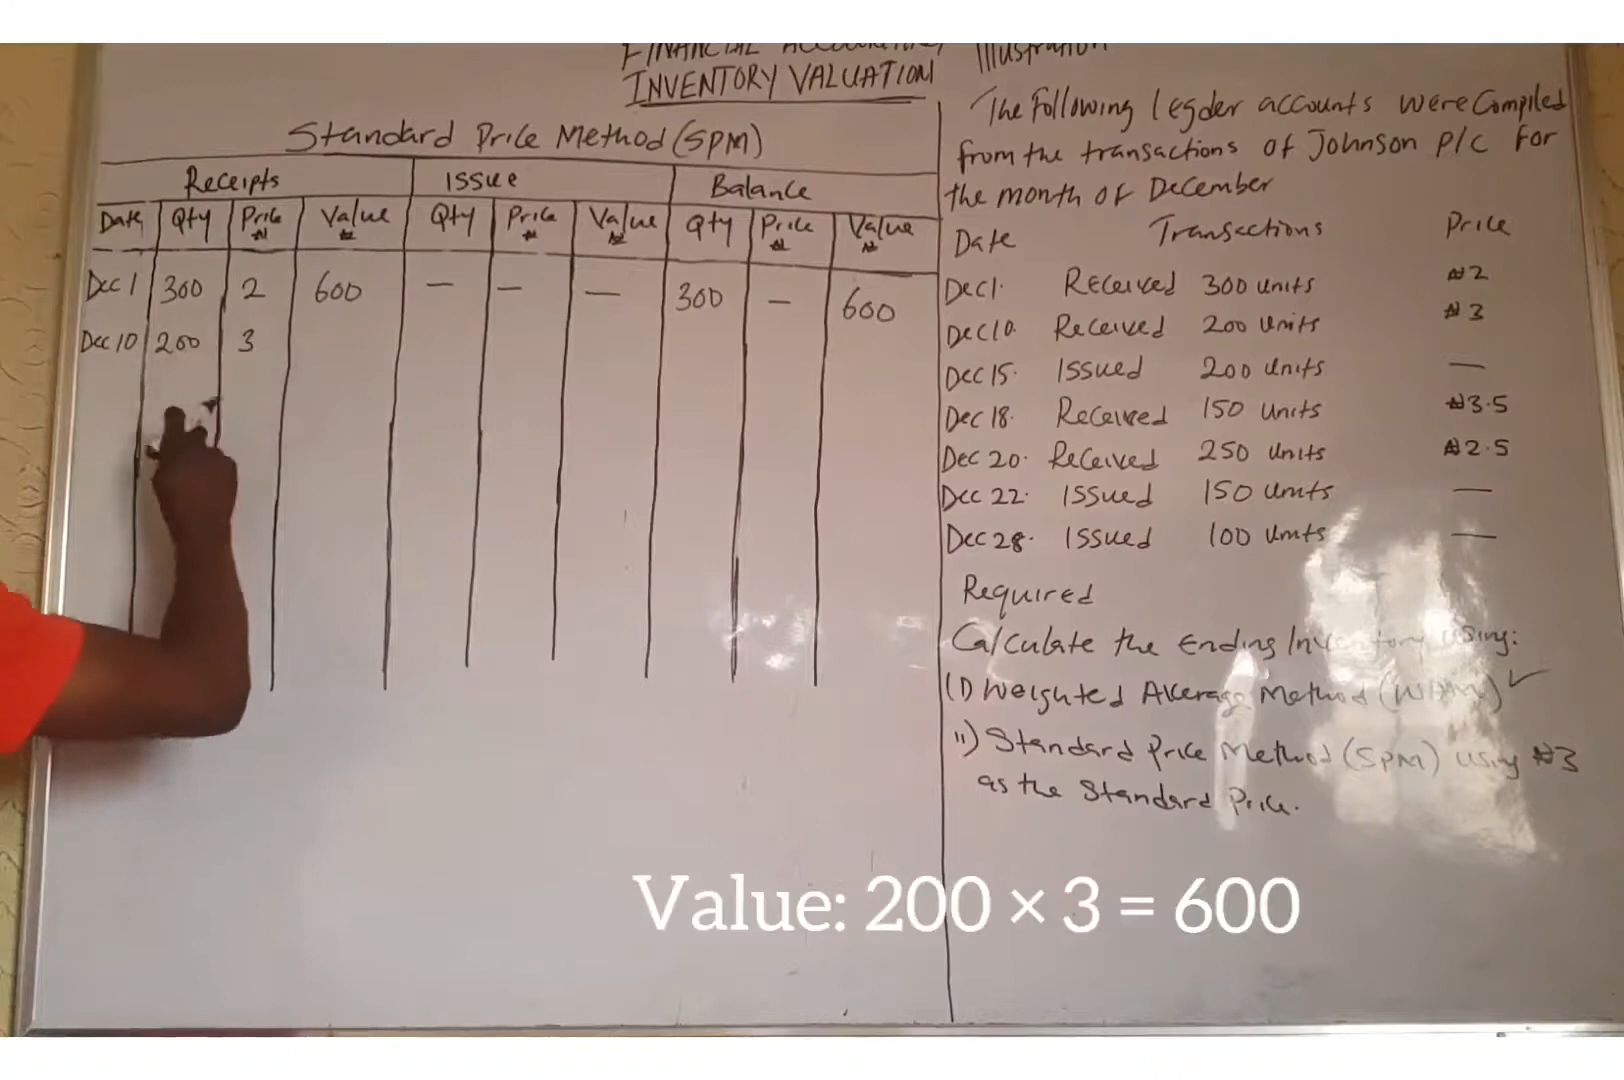 FINANCIAL ACCOUNTING
INVENTORY VALUATION
Standard Price Method (SPM)
Receipts Issue Balance
Date Qty Price ₦ Value ₦ Qty Price ₦ Value ₦ Qty Price ₦ Value ₦
Dec 1 300 2 600 — — — 300 — 600
Dec 10 200 3
Illustration
The Following legder accounts were Compiled
from the transactions of Johnson P/C For
the month of December
Date Transactions Price
Dec 1. Received 300 units ₦2
Dec 10. Received 200 units ₦3
Dec 15. Issued 200 units —
Dec 18. Received 150 units ₦3.5
Dec 20. Received 250 units ₦2.5
Dec 22. Issued 150 units —
Dec 28. Issued 100 units —
Required
Calculate the Ending Inventory using:
(I) Weighted Average Method (WAM) ✓
II) Standard Price Method (SPM) using ₦3
as the Standard Price.
Value: 200 × 3 = 600